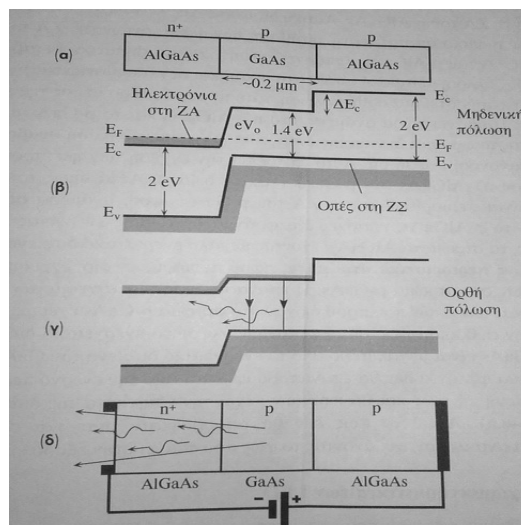 n+ p p
(α) AlGaAs GaAs AlGaAs
~0.2 μm
Ηλεκτρόνια
στη ΖΑ
Ec
ΔEc
Μηδενική
πόλωση
EF
Ec
eVo 1.4 eV 2 eV
EF
Ev
(β) 2 eV
Οπές στη ΖΣ
Ev
Ορθή
πόλωση
(γ)
n+ p p
(δ)
AlGaAs GaAs AlGaAs
− +